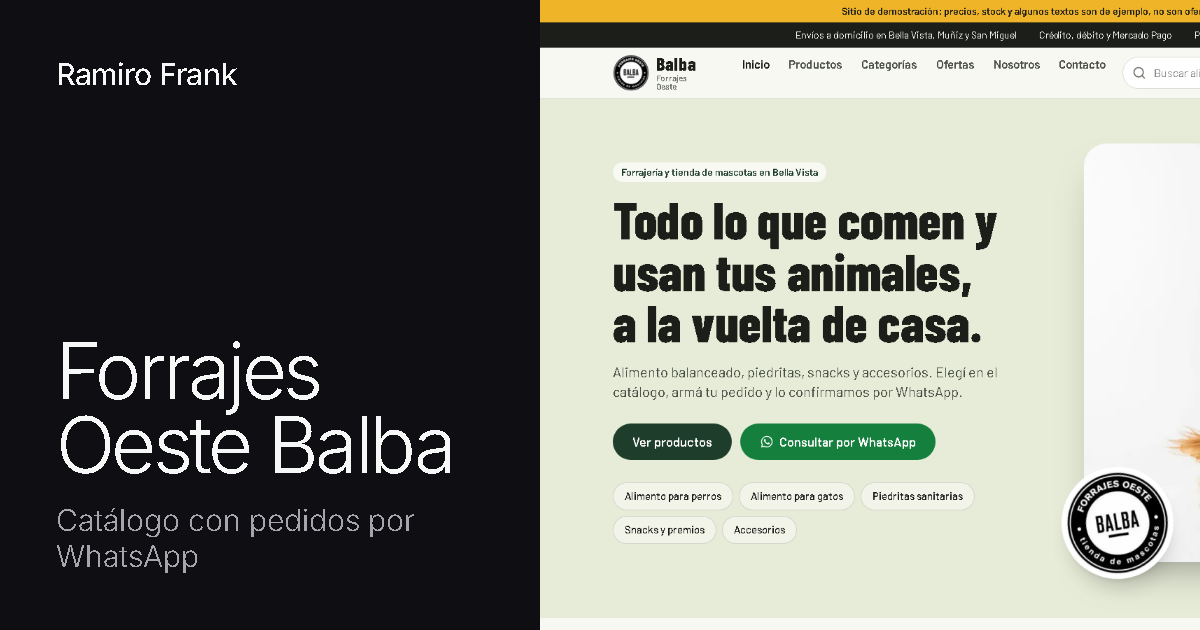 Ramiro Frank
Forrajes
Oeste Balba
Catálogo con pedidos por
WhatsApp
Sitio de demostración: precios, stock y algunos textos son de ejemplo, no son
Envíos a domicilio en Bella Vista, Muñiz y San Miguel
Crédito, débito y Mercado Pago
FORRAJES OESTE
BALBA
Balba
Forrajes
Oeste
Inicio
Productos
Categorías
Ofertas
Nosotros
Contacto
Buscar
Forrajería y tienda de mascotas en Bella Vista
Todo lo que comen y
usan tus animales,
a la vuelta de casa.
Alimento balanceado, piedritas, snacks y accesorios. Elegí en el
catálogo, armá tu pedido y lo confirmamos por WhatsApp.
Ver productos
Consultar por WhatsApp
Alimento para perros
Alimento para gatos
Piedritas sanitarias
Snacks y premios
Accesorios
FORRAJES OESTE
BALBA
tienda de mascotas